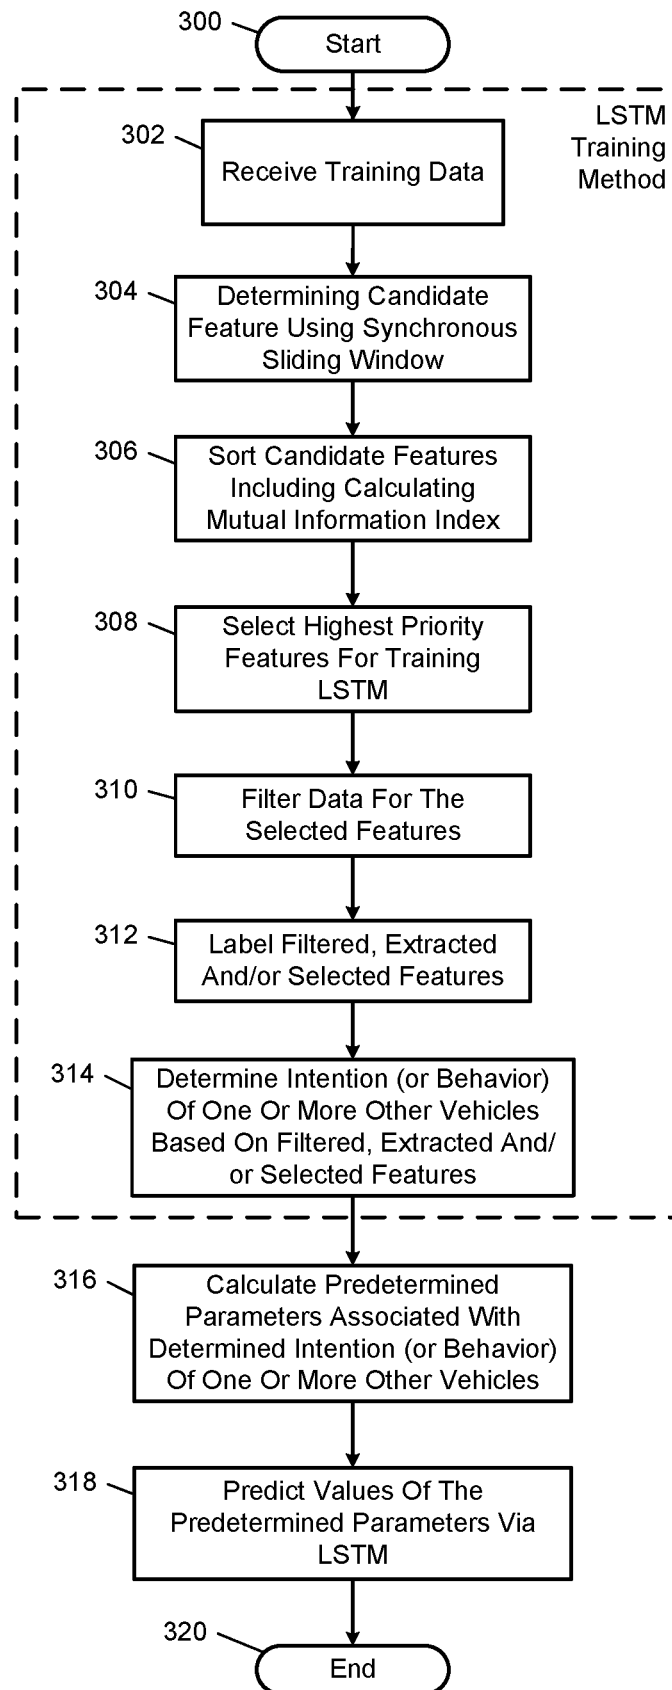 300
Start
LSTM
Training
Method
302
Receive Training Data
304
Determining Candidate
Feature Using Synchronous
Sliding Window
306
Sort Candidate Features
Including Calculating
Mutual Information Index
308
Select Highest Priority
Features For Training
LSTM
310
Filter Data For The
Selected Features
312
Label Filtered, Extracted
And/or Selected Features
314
Determine Intention (or Behavior)
Of One Or More Other Vehicles
Based On Filtered, Extracted And/
or Selected Features
316
Calculate Predetermined
Parameters Associated With
Determined Intention (or Behavior)
Of One Or More Other Vehicles
318
Predict Values Of The
Predetermined Parameters Via
LSTM
320
End